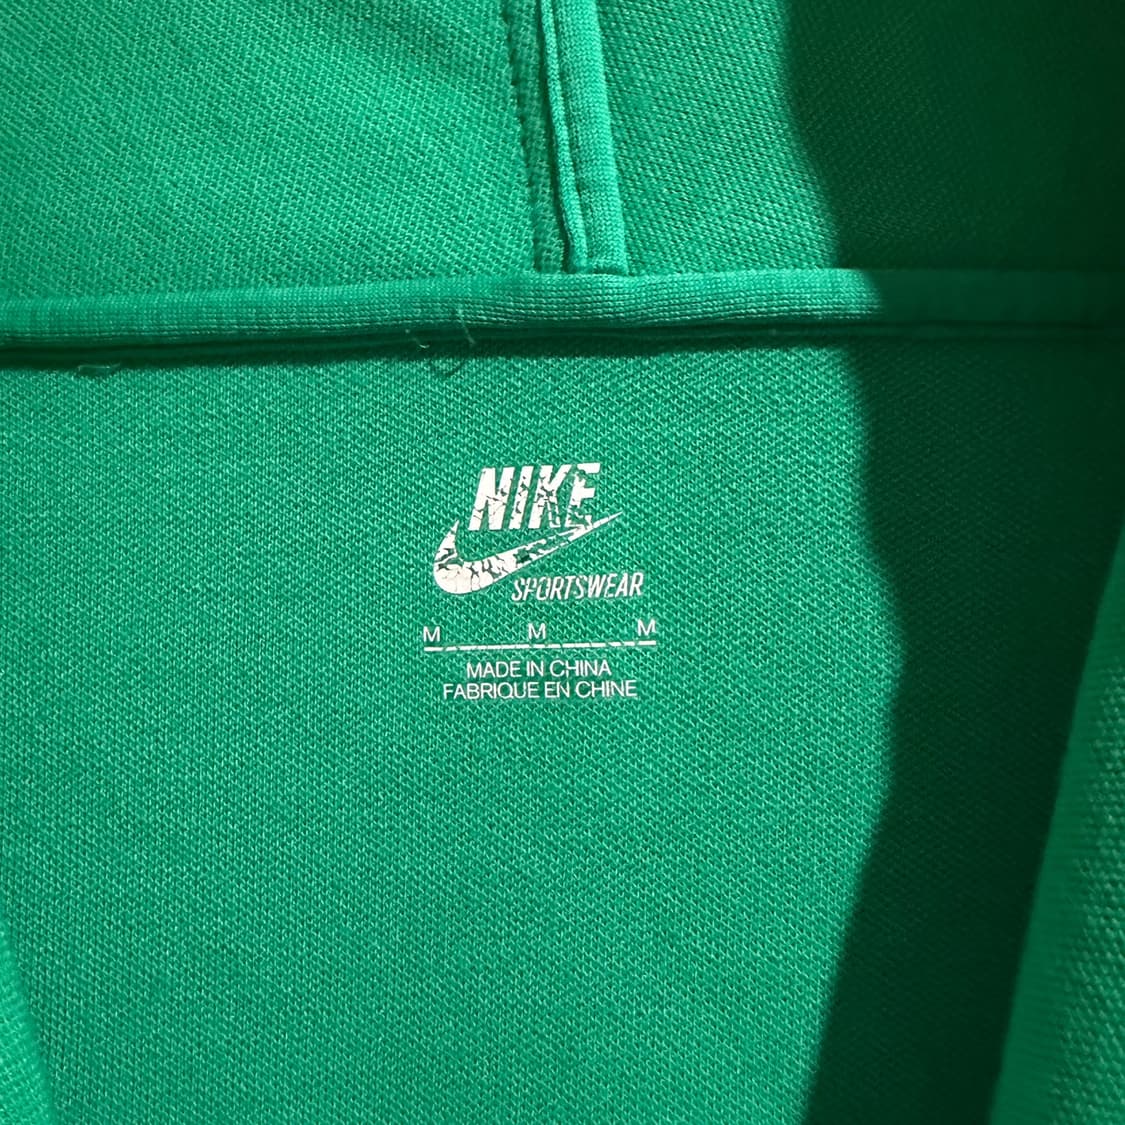 NIKE
SPORTSWEAR
M M M
MADE IN CHINA
FABRIQUE EN CHINE